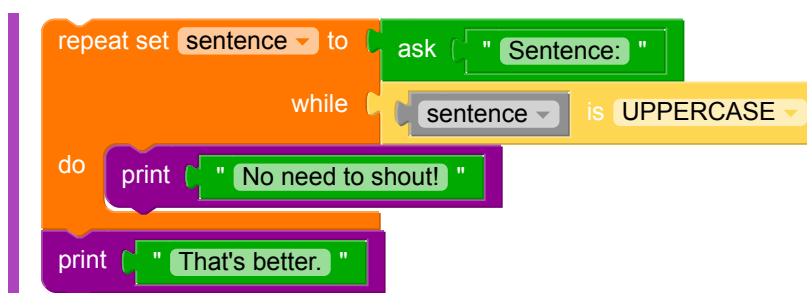 repeat set sentence to ask " Sentence: "
while sentence is UPPERCASE
do print " No need to shout! "
print " That's better. "